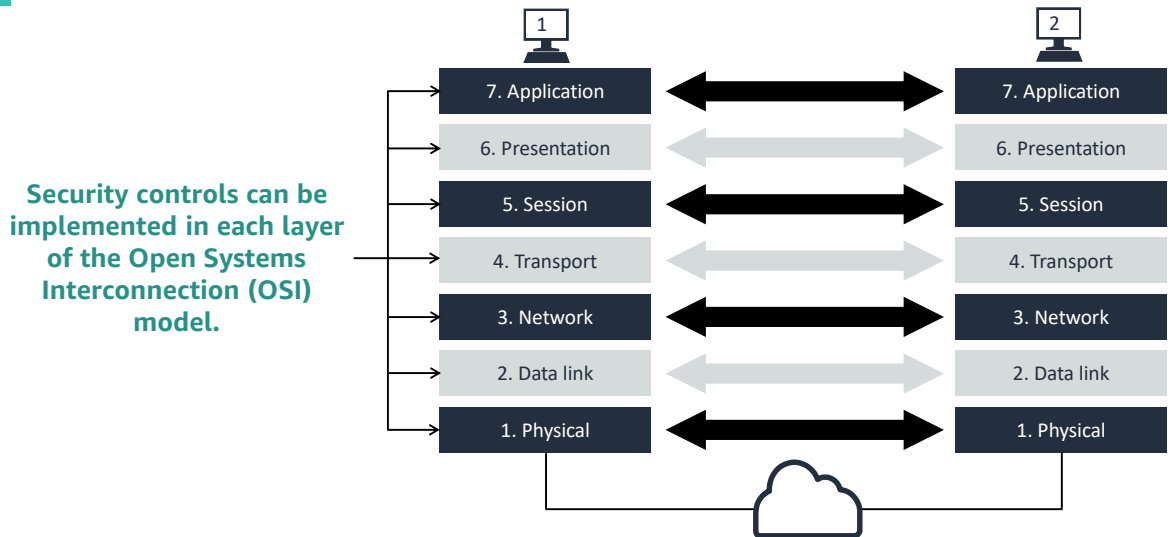 1
2
7. Application
7. Application
6. Presentation
6. Presentation
Security controls can be
implemented in each layer
of the Open Systems
Interconnection (OSI)
model.
5. Session
5. Session
4. Transport
4. Transport
3. Network
3. Network
2. Data link
2. Data link
1. Physical
1. Physical